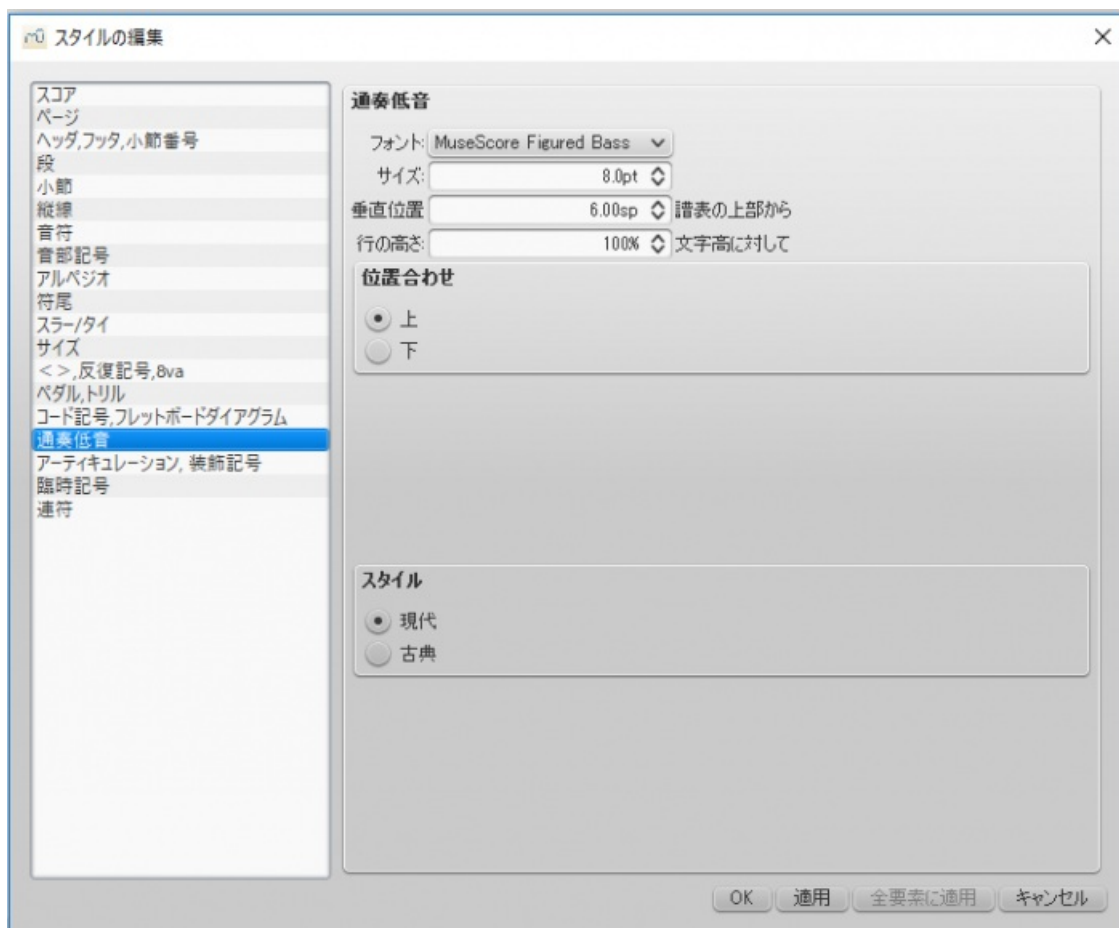 スタイルの編集
スコア
ページ
ヘッダ,フッタ,小節番号
段
小節
縦線
音符
音部記号
アルペジオ
符尾
スラー/タイ
サイズ
< >,反復記号,8va
ペダル,トリル
コード記号,フレットボードダイアグラム
通奏低音
アーティキュレーション, 装飾記号
臨時記号
連符
通奏低音
フォント: MuseScore Figured Bass
サイズ: 8.0pt
垂直位置 6.00sp 譜表の上部から
行の高さ: 100% 文字高に対して
位置合わせ
上
下
スタイル
現代
古典
OK 適用 全要素に適用 キャンセル